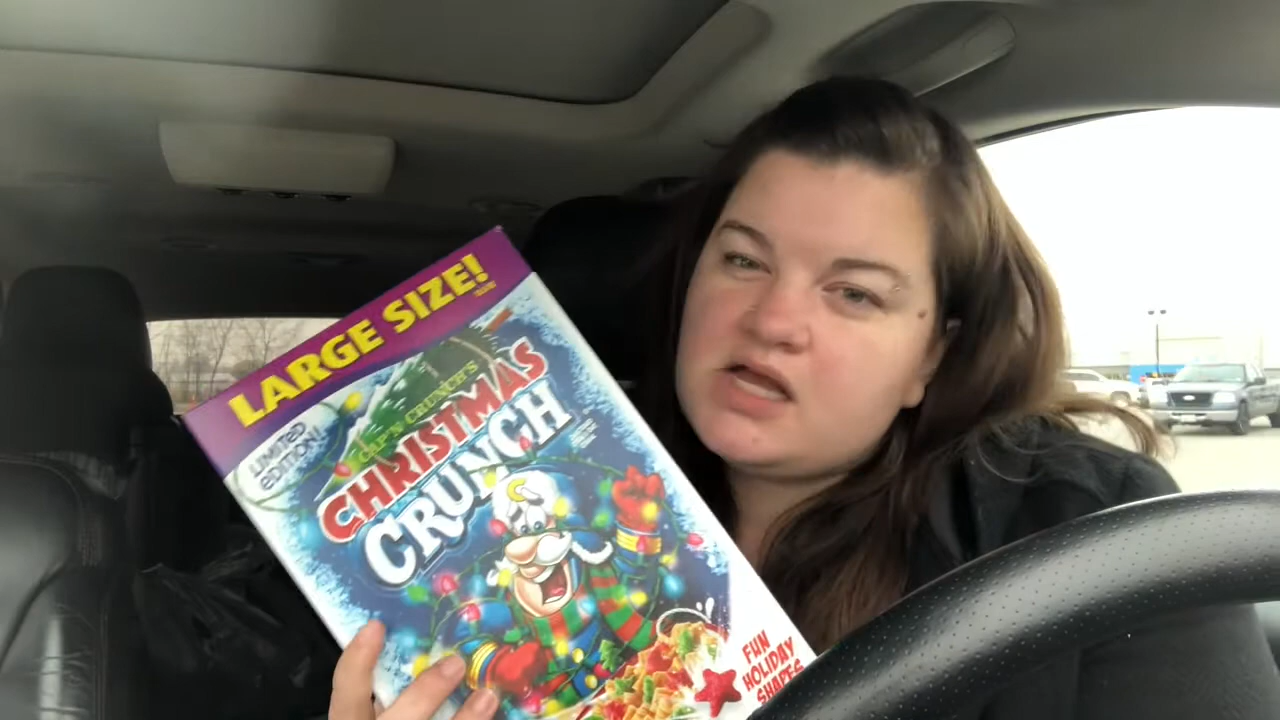 LARGE SIZE!
LIMITED
EDITION!
CAP'N CRUNCH'S
CHRISTMAS
CRUNCH
FUN
HOLIDAY
SHAPES